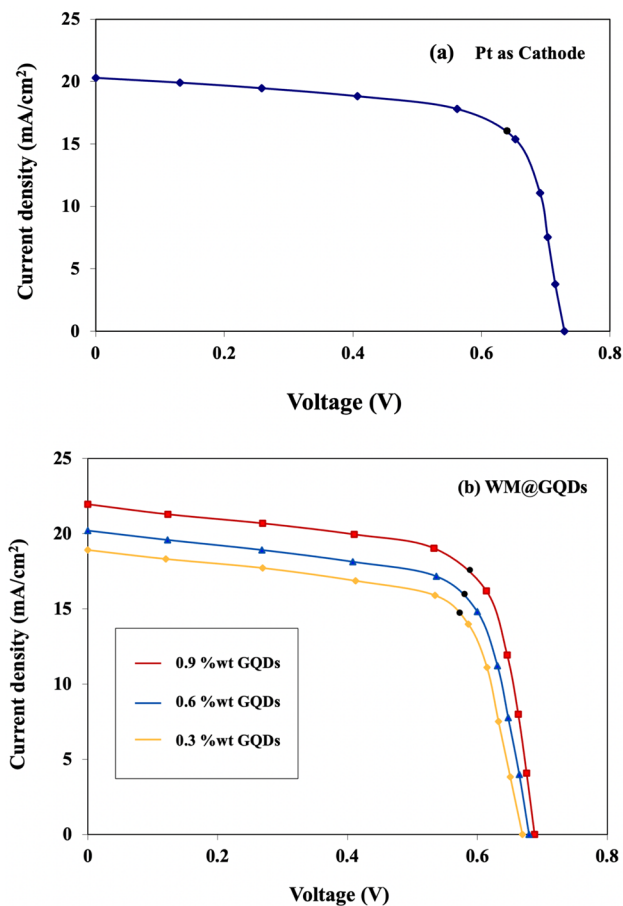 (a) Pt as Cathode
Current density (mA/cm²)
25
20
15
10
5
0
0 0.2 0.4 0.6 0.8
Voltage (V)
(b) WM@GQDs
Current density (mA/cm²)
25
20
15
10
5
0
0.9 %wt GQDs
0.6 %wt GQDs
0.3 %wt GQDs
0 0.2 0.4 0.6 0.8
Voltage (V)